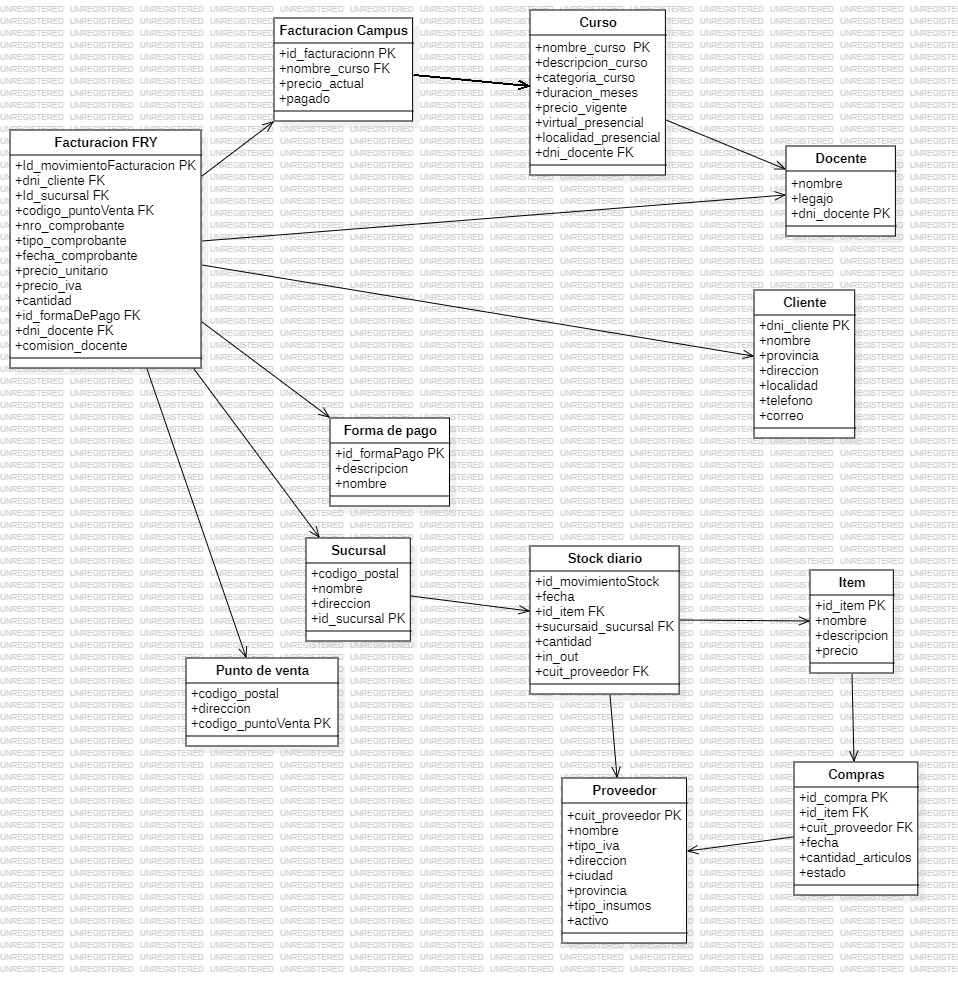 Facturacion Campus
+id_facturacionn PK
+nombre_curso FK
+precio_actual
+pagado
Curso
+nombre_curso  PK
+descripcion_curso
+categoria_curso
+duracion_meses
+precio_vigente
+virtual_presencial
+localidad_presencial
+dni_docente FK
Facturacion FRY
+Id_movimientoFacturacion PK
+dni_cliente FK
+Id_sucursal FK
+codigo_puntoVenta FK
+nro_comprobante
+tipo_comprobante
+fecha_comprobante
+precio_unitario
+precio_iva
+cantidad
+id_formaDePago FK
+dni_docente FK
+comision_docente
Docente
+nombre
+legajo
+dni_docente PK
Cliente
+dni_cliente PK
+nombre
+provincia
+direccion
+localidad
+telefono
+correo
Forma de pago
+id_formaPago PK
+descripcion
+nombre
Sucursal
+codigo_postal
+nombre
+direccion
+id_sucursal PK
Stock diario
+id_movimientoStock
+fecha
+id_item FK
+sucursaid_sucursal FK
+cantidad
+in_out
+cuit_proveedor FK
Item
+id_item PK
+nombre
+descripcion
+precio
Punto de venta
+codigo_postal
+direccion
+codigo_puntoVenta PK
Proveedor
+cuit_proveedor PK
+nombre
+tipo_iva
+direccion
+ciudad
+provincia
+tipo_insumos
+activo
Compras
+id_compra PK
+id_item FK
+cuit_proveedor FK
+fecha
+cantidad_articulos
+estado
UNREGISTERED